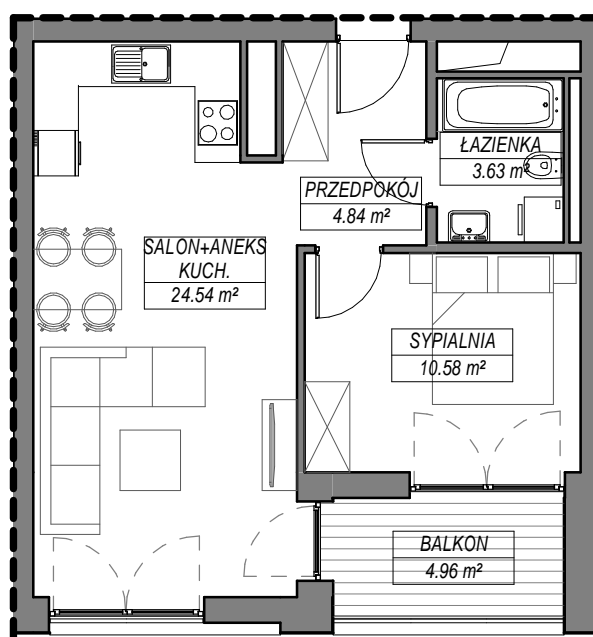 ŁAZIENKA
3.63 m²
PRZEDPOKÓJ
4.84 m²
SALON+ANEKS
KUCH.
24.54 m²
SYPIALNIA
10.58 m²
BALKON
4.96 m²